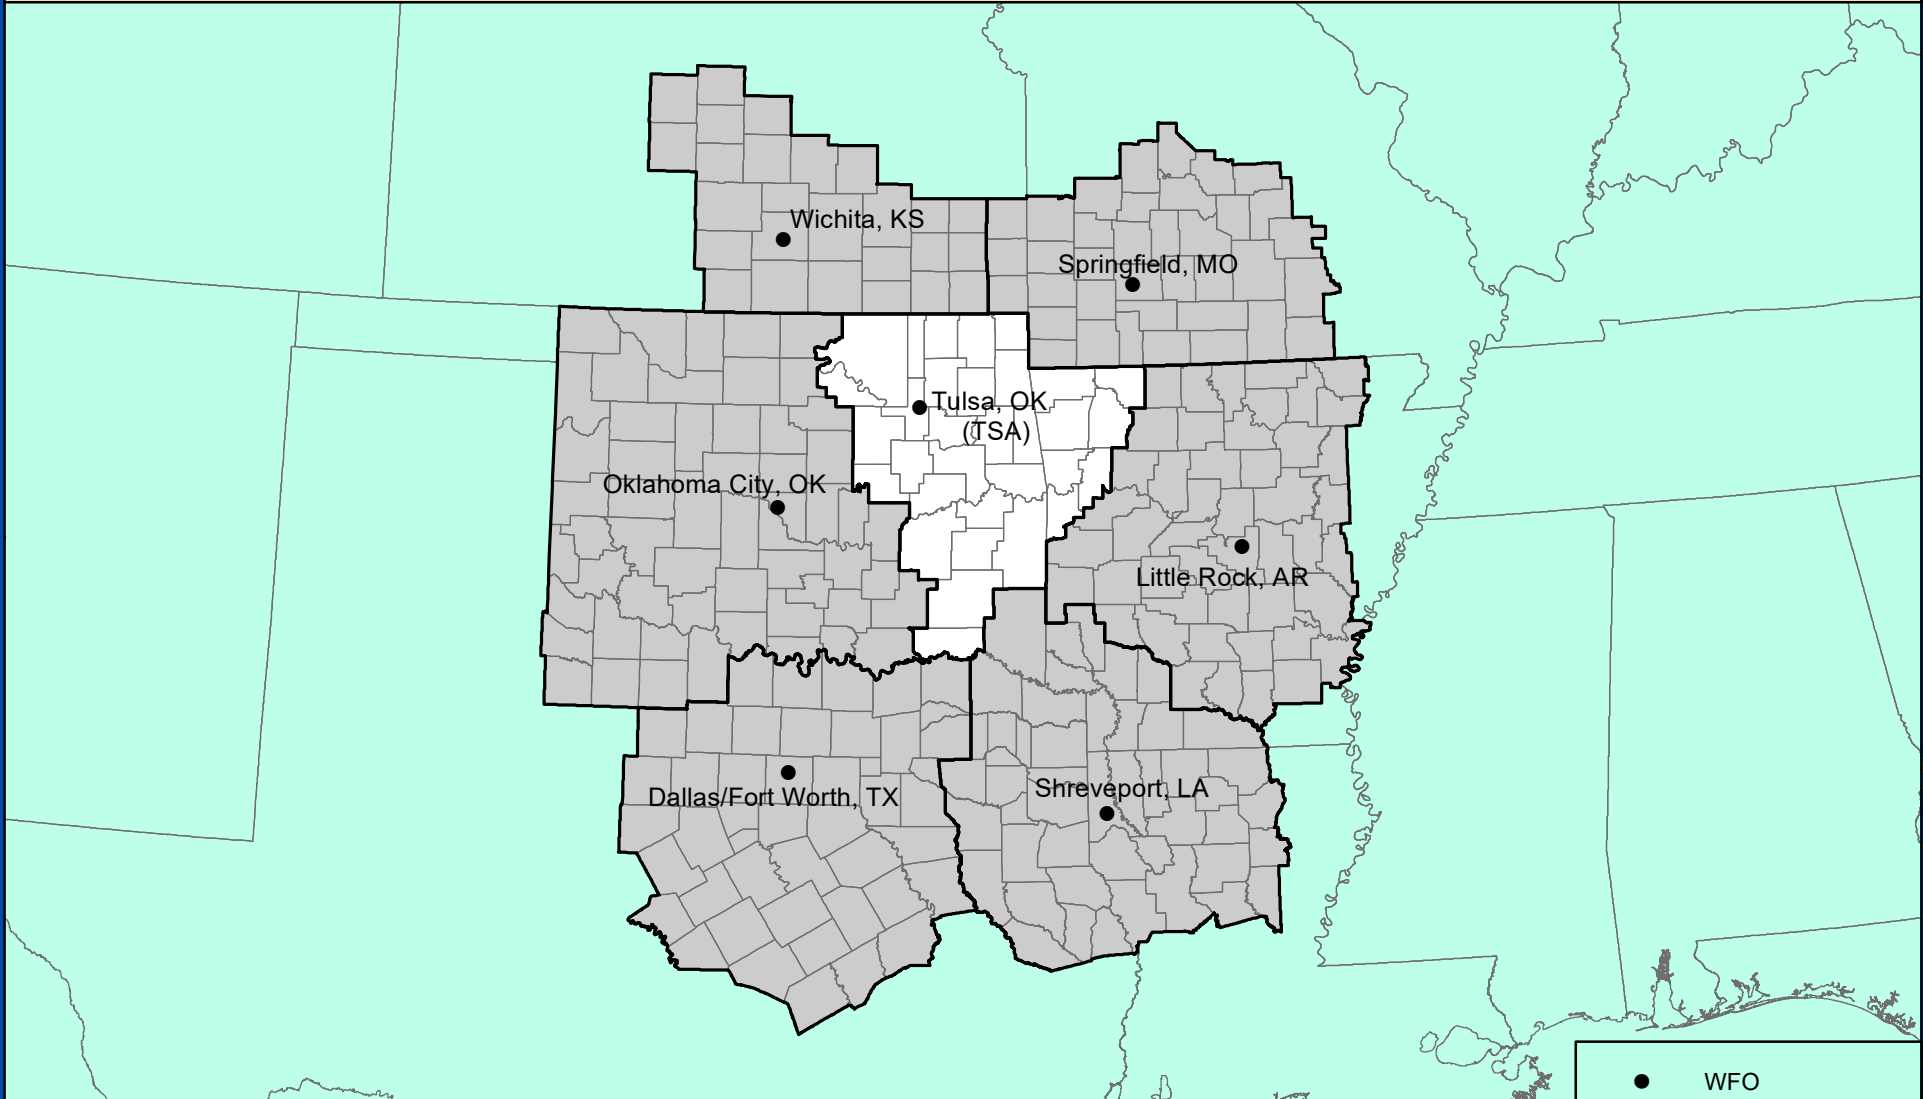 Wichita, KS
Springfield, MO
Tulsa, OK
(TSA)
Oklahoma City, OK
Little Rock, AR
Shreveport, LA
Dallas/Fort Worth, TX
WFO